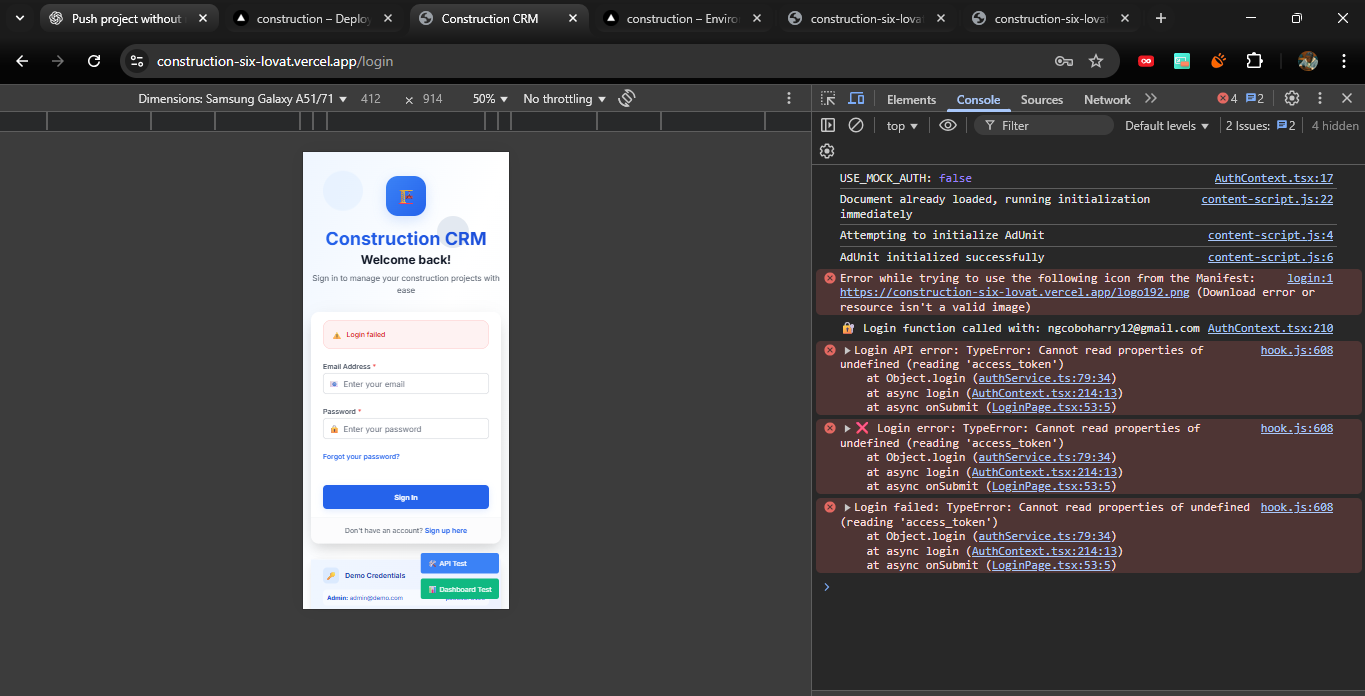 Push project without
construction – Deploy
Construction CRM
construction – Enviro
construction-six-lovat
construction-six-lovat
construction-six-lovat.vercel.app/login
Dimensions: Samsung Galaxy A51/71 412 × 914 50% No throttling
Elements Console Sources Network 4 2
top Filter Default levels 2 Issues: 2 4 hidden
Construction CRM
Welcome back!
Sign in to manage your construction projects with
ease
Login failed
Email Address *
Enter your email
Password *
Enter your password
Forgot your password?
Sign In
Don't have an account? Sign up here
API Test
Demo Credentials
Dashboard Test
Admin: admin@demo.com
USE_MOCK_AUTH: false AuthContext.tsx:17
Document already loaded, running initialization content-script.js:22
immediately
Attempting to initialize AdUnit content-script.js:4
AdUnit initialized successfully content-script.js:6
Error while trying to use the following icon from the Manifest: login:1
https://construction-six-lovat.vercel.app/logo192.png (Download error or
resource isn't a valid image)
🔐 Login function called with: ngcoboharry12@gmail.com AuthContext.tsx:210
Login API error: TypeError: Cannot read properties of hook.js:608
undefined (reading 'access_token')
at Object.login (authService.ts:79:34)
at async login (AuthContext.tsx:214:13)
at async onSubmit (LoginPage.tsx:53:5)
❌ Login error: TypeError: Cannot read properties of hook.js:608
undefined (reading 'access_token')
at Object.login (authService.ts:79:34)
at async login (AuthContext.tsx:214:13)
at async onSubmit (LoginPage.tsx:53:5)
Login failed: TypeError: Cannot read properties of undefined hook.js:608
(reading 'access_token')
at Object.login (authService.ts:79:34)
at async login (AuthContext.tsx:214:13)
at async onSubmit (LoginPage.tsx:53:5)